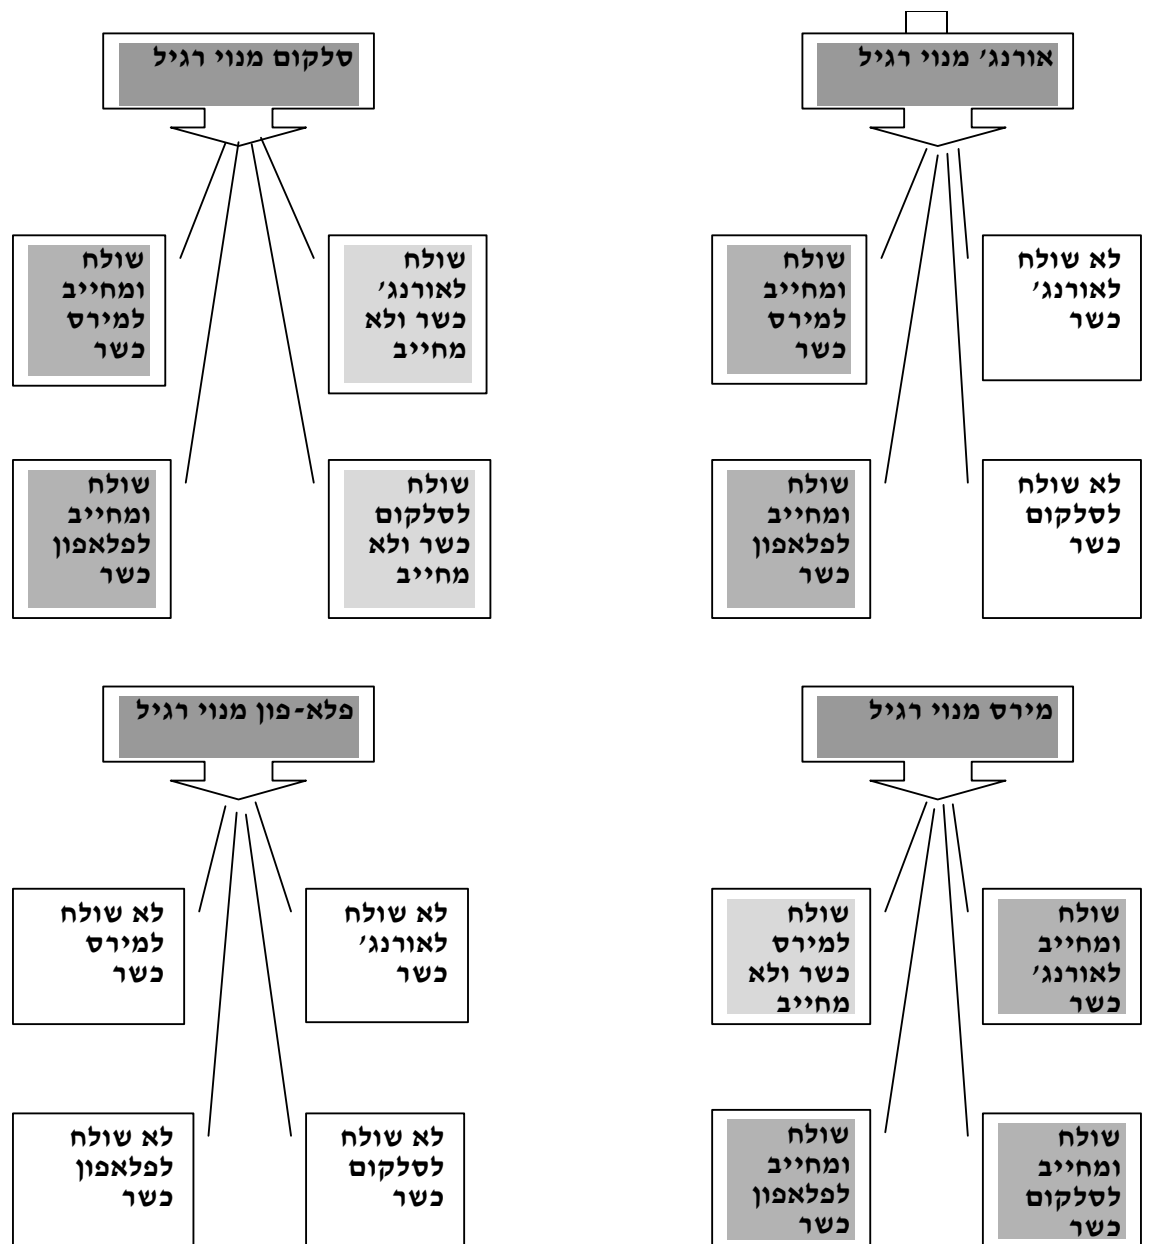 אורנג' מנוי רגיל
לא שולח
לאורנג'
כשר
שולח
ומחייב
למירס
כשר
לא שולח
לסלקום
כשר
שולח
ומחייב
לפלאפון
כשר
סלקום מנוי רגיל
שולח
לאורנג'
כשר ולא
מחייב
שולח
ומחייב
למירס
כשר
שולח
לסלקום
כשר ולא
מחייב
שולח
ומחייב
לפלאפון
כשר
מירס מנוי רגיל
שולח
ומחייב
לאורנג'
כשר
שולח
למירס
כשר ולא
מחייב
שולח
ומחייב
לסלקום
כשר
שולח
ומחייב
לפלאפון
כשר
פלא-פון מנוי רגיל
לא שולח
לאורנג'
כשר
לא שולח
למירס
כשר
לא שולח
לסלקום
כשר
לא שולח
לפלאפון
כשר